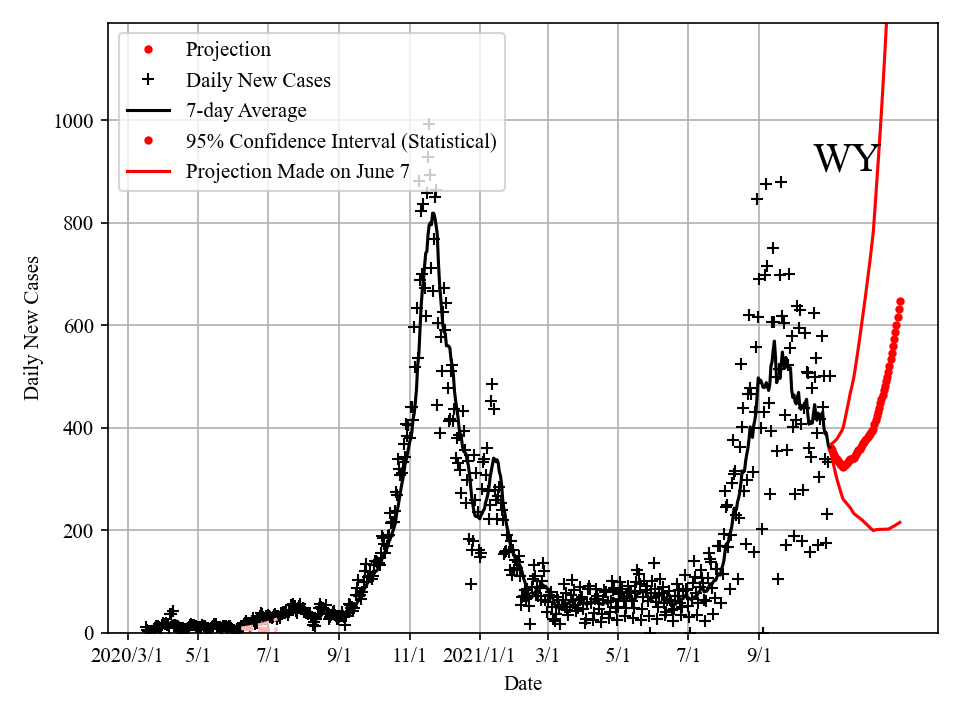 Projection
Daily New Cases
7-day Average
95% Confidence Interval (Statistical)
Projection Made on June 7
WY
1000
800
600
400
200
0
Daily New Cases
2020/3/1 5/1 7/1 9/1 11/1 2021/1/1 3/1 5/1 7/1 9/1
Date